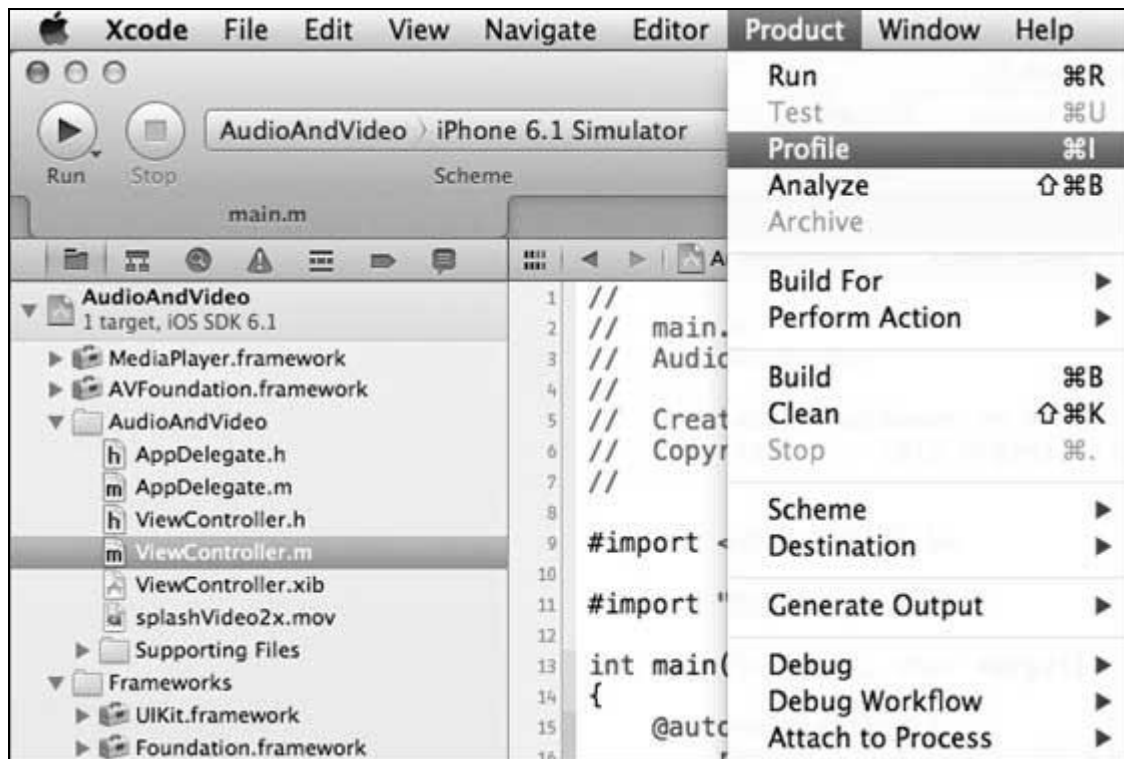 Xcode File Edit View Navigate Editor Product Window Help
AudioAndVideo iPhone 6.1 Simulator
Run Stop Scheme
main.m
AudioAndVideo
1 target, iOS SDK 6.1
MediaPlayer.framework
AVFoundation.framework
AudioAndVideo
h AppDelegate.h
m AppDelegate.m
h ViewController.h
m ViewController.m
ViewController.xib
splashVideo2x.mov
Supporting Files
Frameworks
UIKit.framework
Foundation.framework
A
1 //
2 // main.
3 // Audio
4 //
5 // Creat
6 // Copyr
7 //
8
9 #import <
10
11 #import "
12
13 int main(
14 {
15 @auto
16
Run ⌘R
Test ⌘U
Profile ⌘I
Analyze ⇧⌘B
Archive
Build For
Perform Action
Build ⌘B
Clean ⇧⌘K
Stop ⌘.
Scheme
Destination
Generate Output
Debug
Debug Workflow
Attach to Process